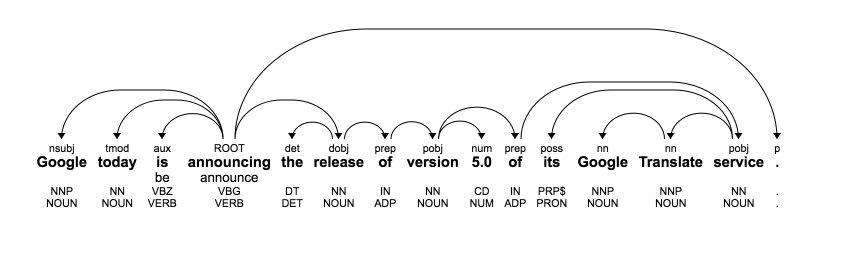 nsubj tmod aux ROOT det dobj prep pobj num prep poss nn nn pobj p
Google today is announcing the release of version 5.0 of its Google Translate service .
be announce
NNP NN VBZ VBG DT NN IN NN CD IN PRP$ NNP NNP NN .
NOUN NOUN VERB VERB DET NOUN ADP NOUN NUM ADP PRON NOUN NOUN NOUN .